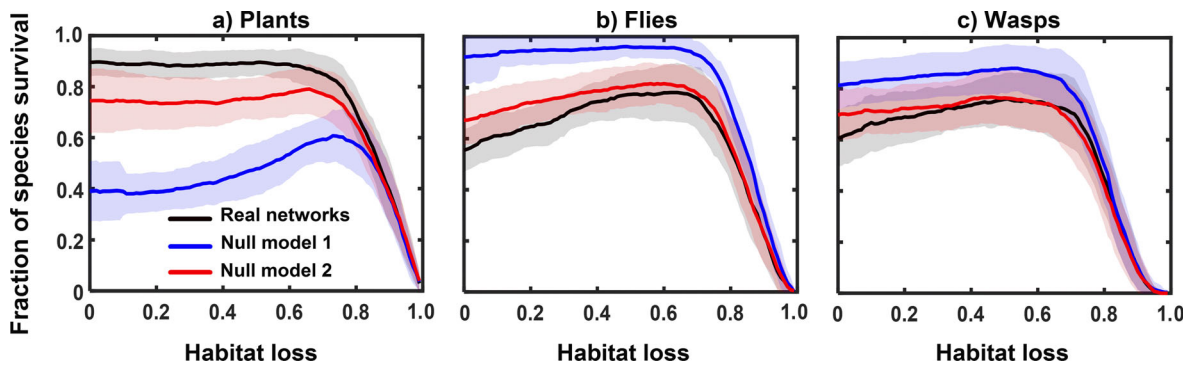 a) Plants
b) Flies
c) Wasps
Fraction of species survival
1.0
0.8
0.6
0.4
0.2
0
Real networks
Null model 1
Null model 2
0 0.2 0.4 0.6 0.8 1.0
0 0.2 0.4 0.6 0.8 1.0
0 0.2 0.4 0.6 0.8 1.0
Habitat loss
Habitat loss
Habitat loss